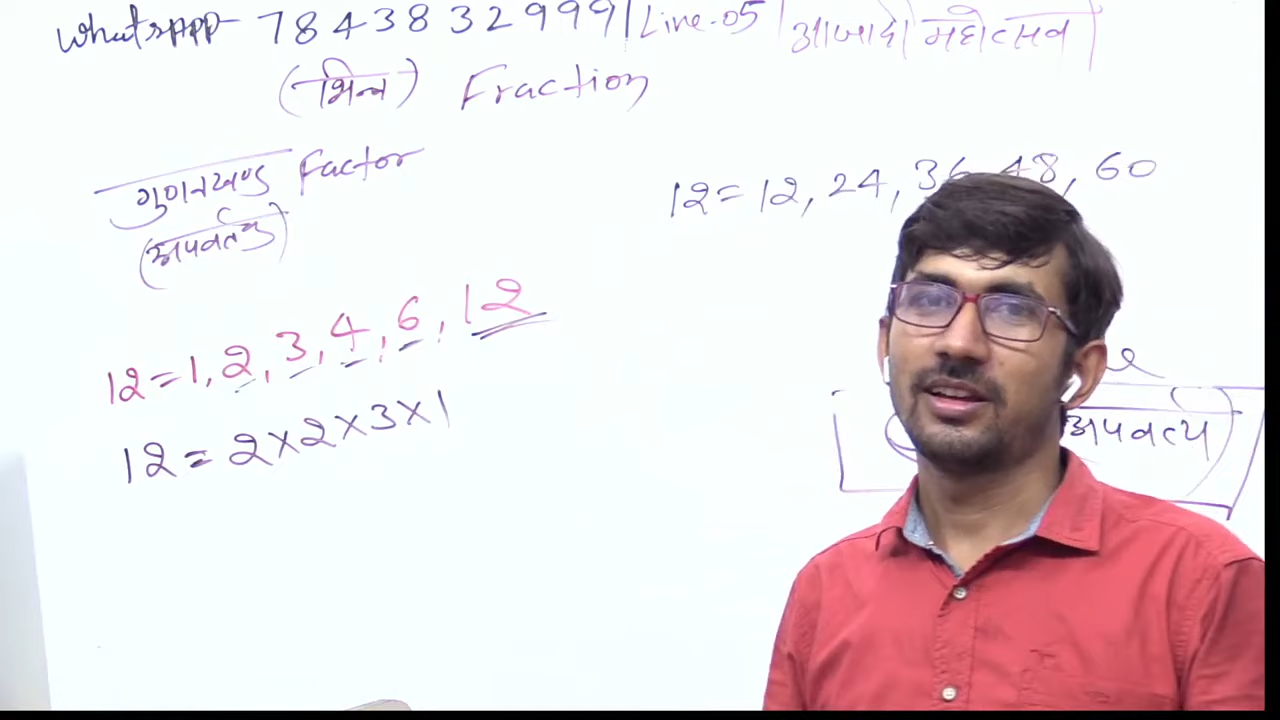 Whatsppp- 7843832999 | Line-05 | आजादी महोत्सव |
(भिन्न) Fraction
गुणनखण्ड Factor
(अपवर्तक)
12=12, 24, 36, 48, 60
12=1, 2, 3, 4, 6, 12
12=2×2×3×1
अपवर्त्य)